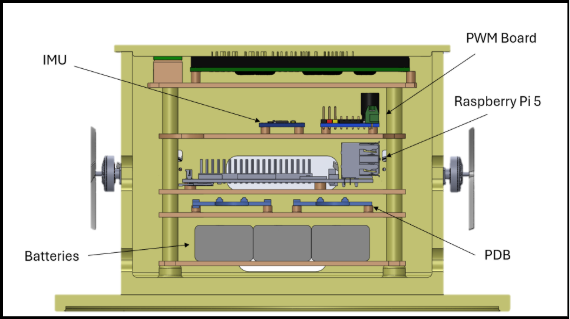 IMU
PWM Board
Raspberry Pi 5
Batteries
PDB